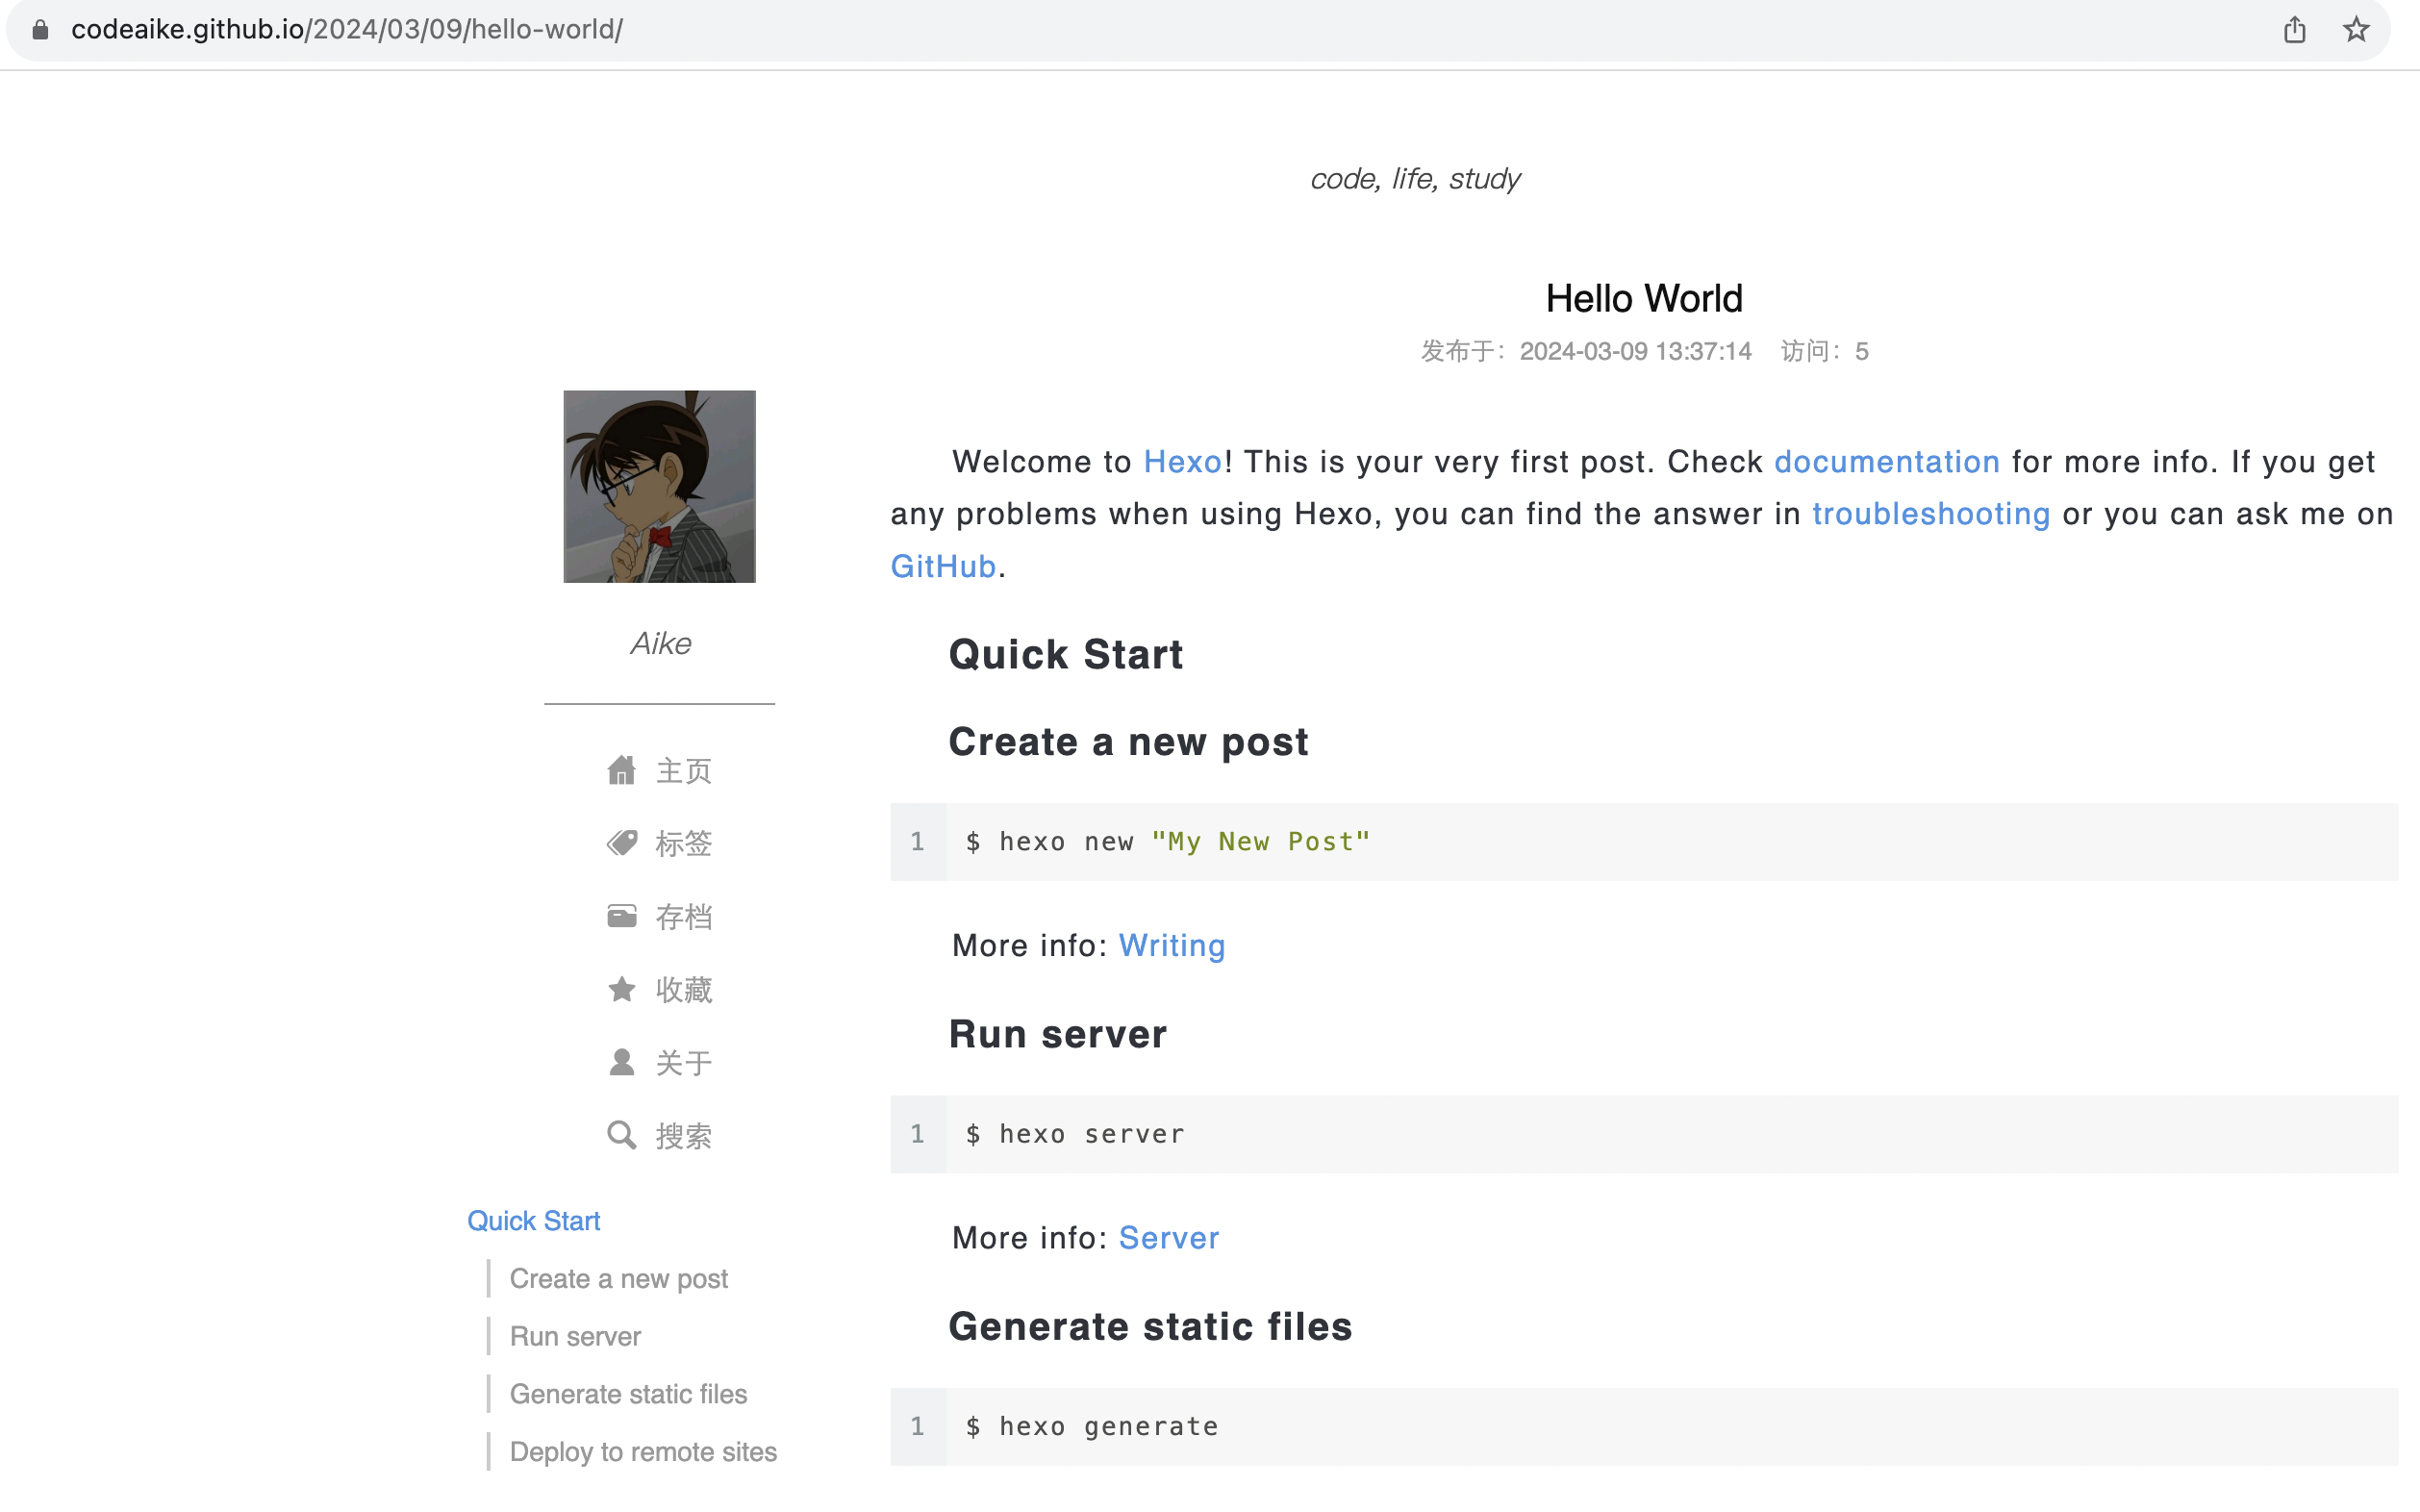 codeaike.github.io/2024/03/09/hello-world/
code, life, study
Hello World
发布于：2024-03-09 13:37:14 访问：5
Aike
主页
标签
存档
收藏
关于
搜索
Quick Start
Create a new post
Run server
Generate static files
Deploy to remote sites
Welcome to Hexo! This is your very first post. Check documentation for more info. If you get
any problems when using Hexo, you can find the answer in troubleshooting or you can ask me on
GitHub.
Quick Start
Create a new post
1 $ hexo new "My New Post"
More info: Writing
Run server
1 $ hexo server
More info: Server
Generate static files
1 $ hexo generate